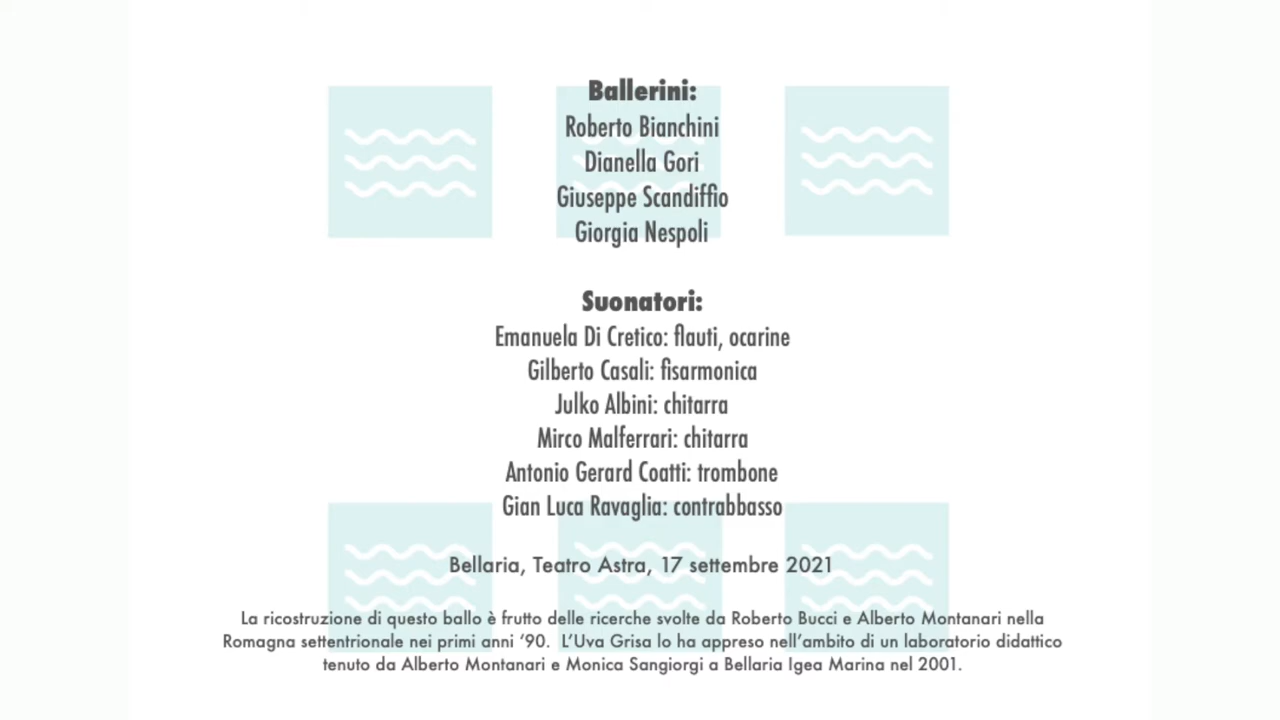 Ballerini:
Roberto Bianchini
Dianella Gori
Giuseppe Scandiffio
Giorgia Nespoli
Suonatori:
Emanuela Di Cretico: flauti, ocarine
Gilberto Casali: fisarmonica
Julko Albini: chitarra
Mirco Malferrari: chitarra
Antonio Gerard Coatti: trombone
Gian Luca Ravaglia: contrabbasso
Bellaria, Teatro Astra, 17 settembre 2021
La ricostruzione di questo ballo è frutto delle ricerche svolte da Roberto Bucci e Alberto Montanari nella
Romagna settentrionale nei primi anni ‘90.  L’Uva Grisa lo ha appreso nell’ambito di un laboratorio didattico
tenuto da Alberto Montanari e Monica Sangiorgi a Bellaria Igea Marina nel 2001.